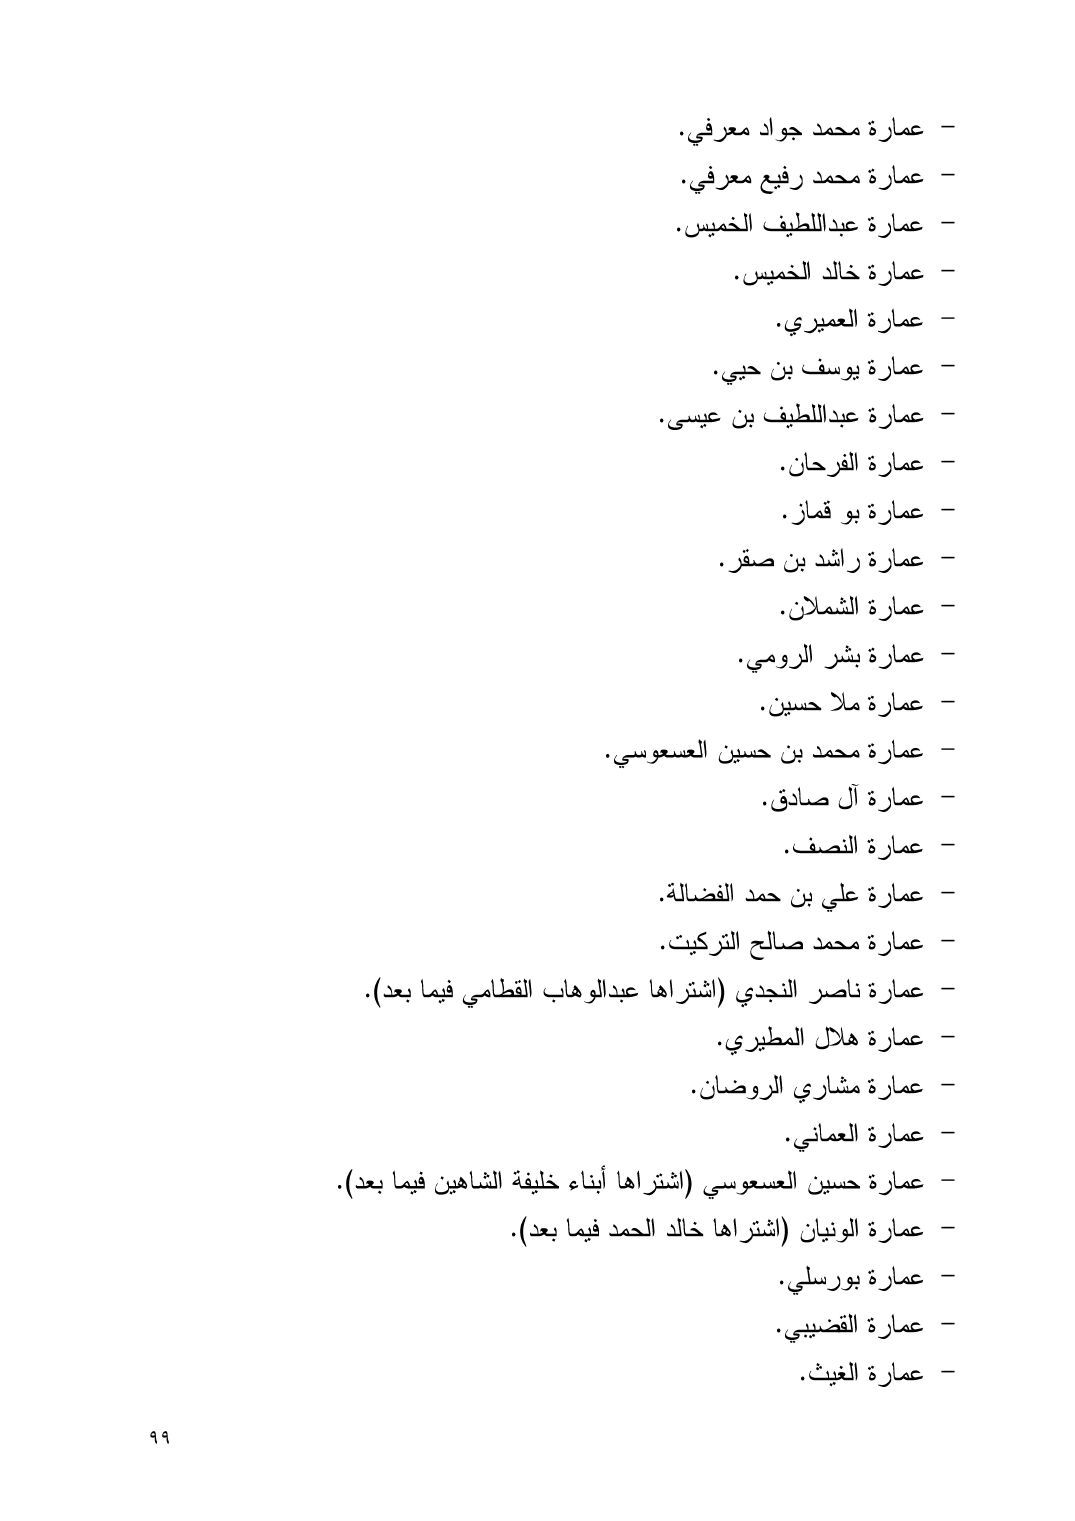 - عمارة محمد جواد معرفي.
- عمارة محمد رفيع معرفي.
- عمارة عبداللطيف الخميس.
- عمارة خالد الخميس.
- عمارة العميري.
- عمارة يوسف بن حيي.
- عمارة عبداللطيف بن عيسى.
- عمارة الفرحان.
- عمارة بو قماز.
- عمارة راشد بن صقر.
- عمارة الشملان.
- عمارة بشر الرومي.
- عمارة ملا حسين.
- عمارة محمد بن حسين العسعوسي.
- عمارة آل صادق.
- عمارة النصف.
- عمارة علي بن حمد الفضالة.
- عمارة محمد صالح التركيت.
- عمارة ناصر النجدي (اشتراها عبدالوهاب القطامي فيما بعد).
- عمارة هلال المطيري.
- عمارة مشاري الروضان.
- عمارة العماني.
- عمارة حسين العسعوسي (اشتراها أبناء خليفة الشاهين فيما بعد).
- عمارة الونيان (اشتراها خالد الحمد فيما بعد).
- عمارة بورسلي.
- عمارة القضيبي.
- عمارة الغيث.
٩٩